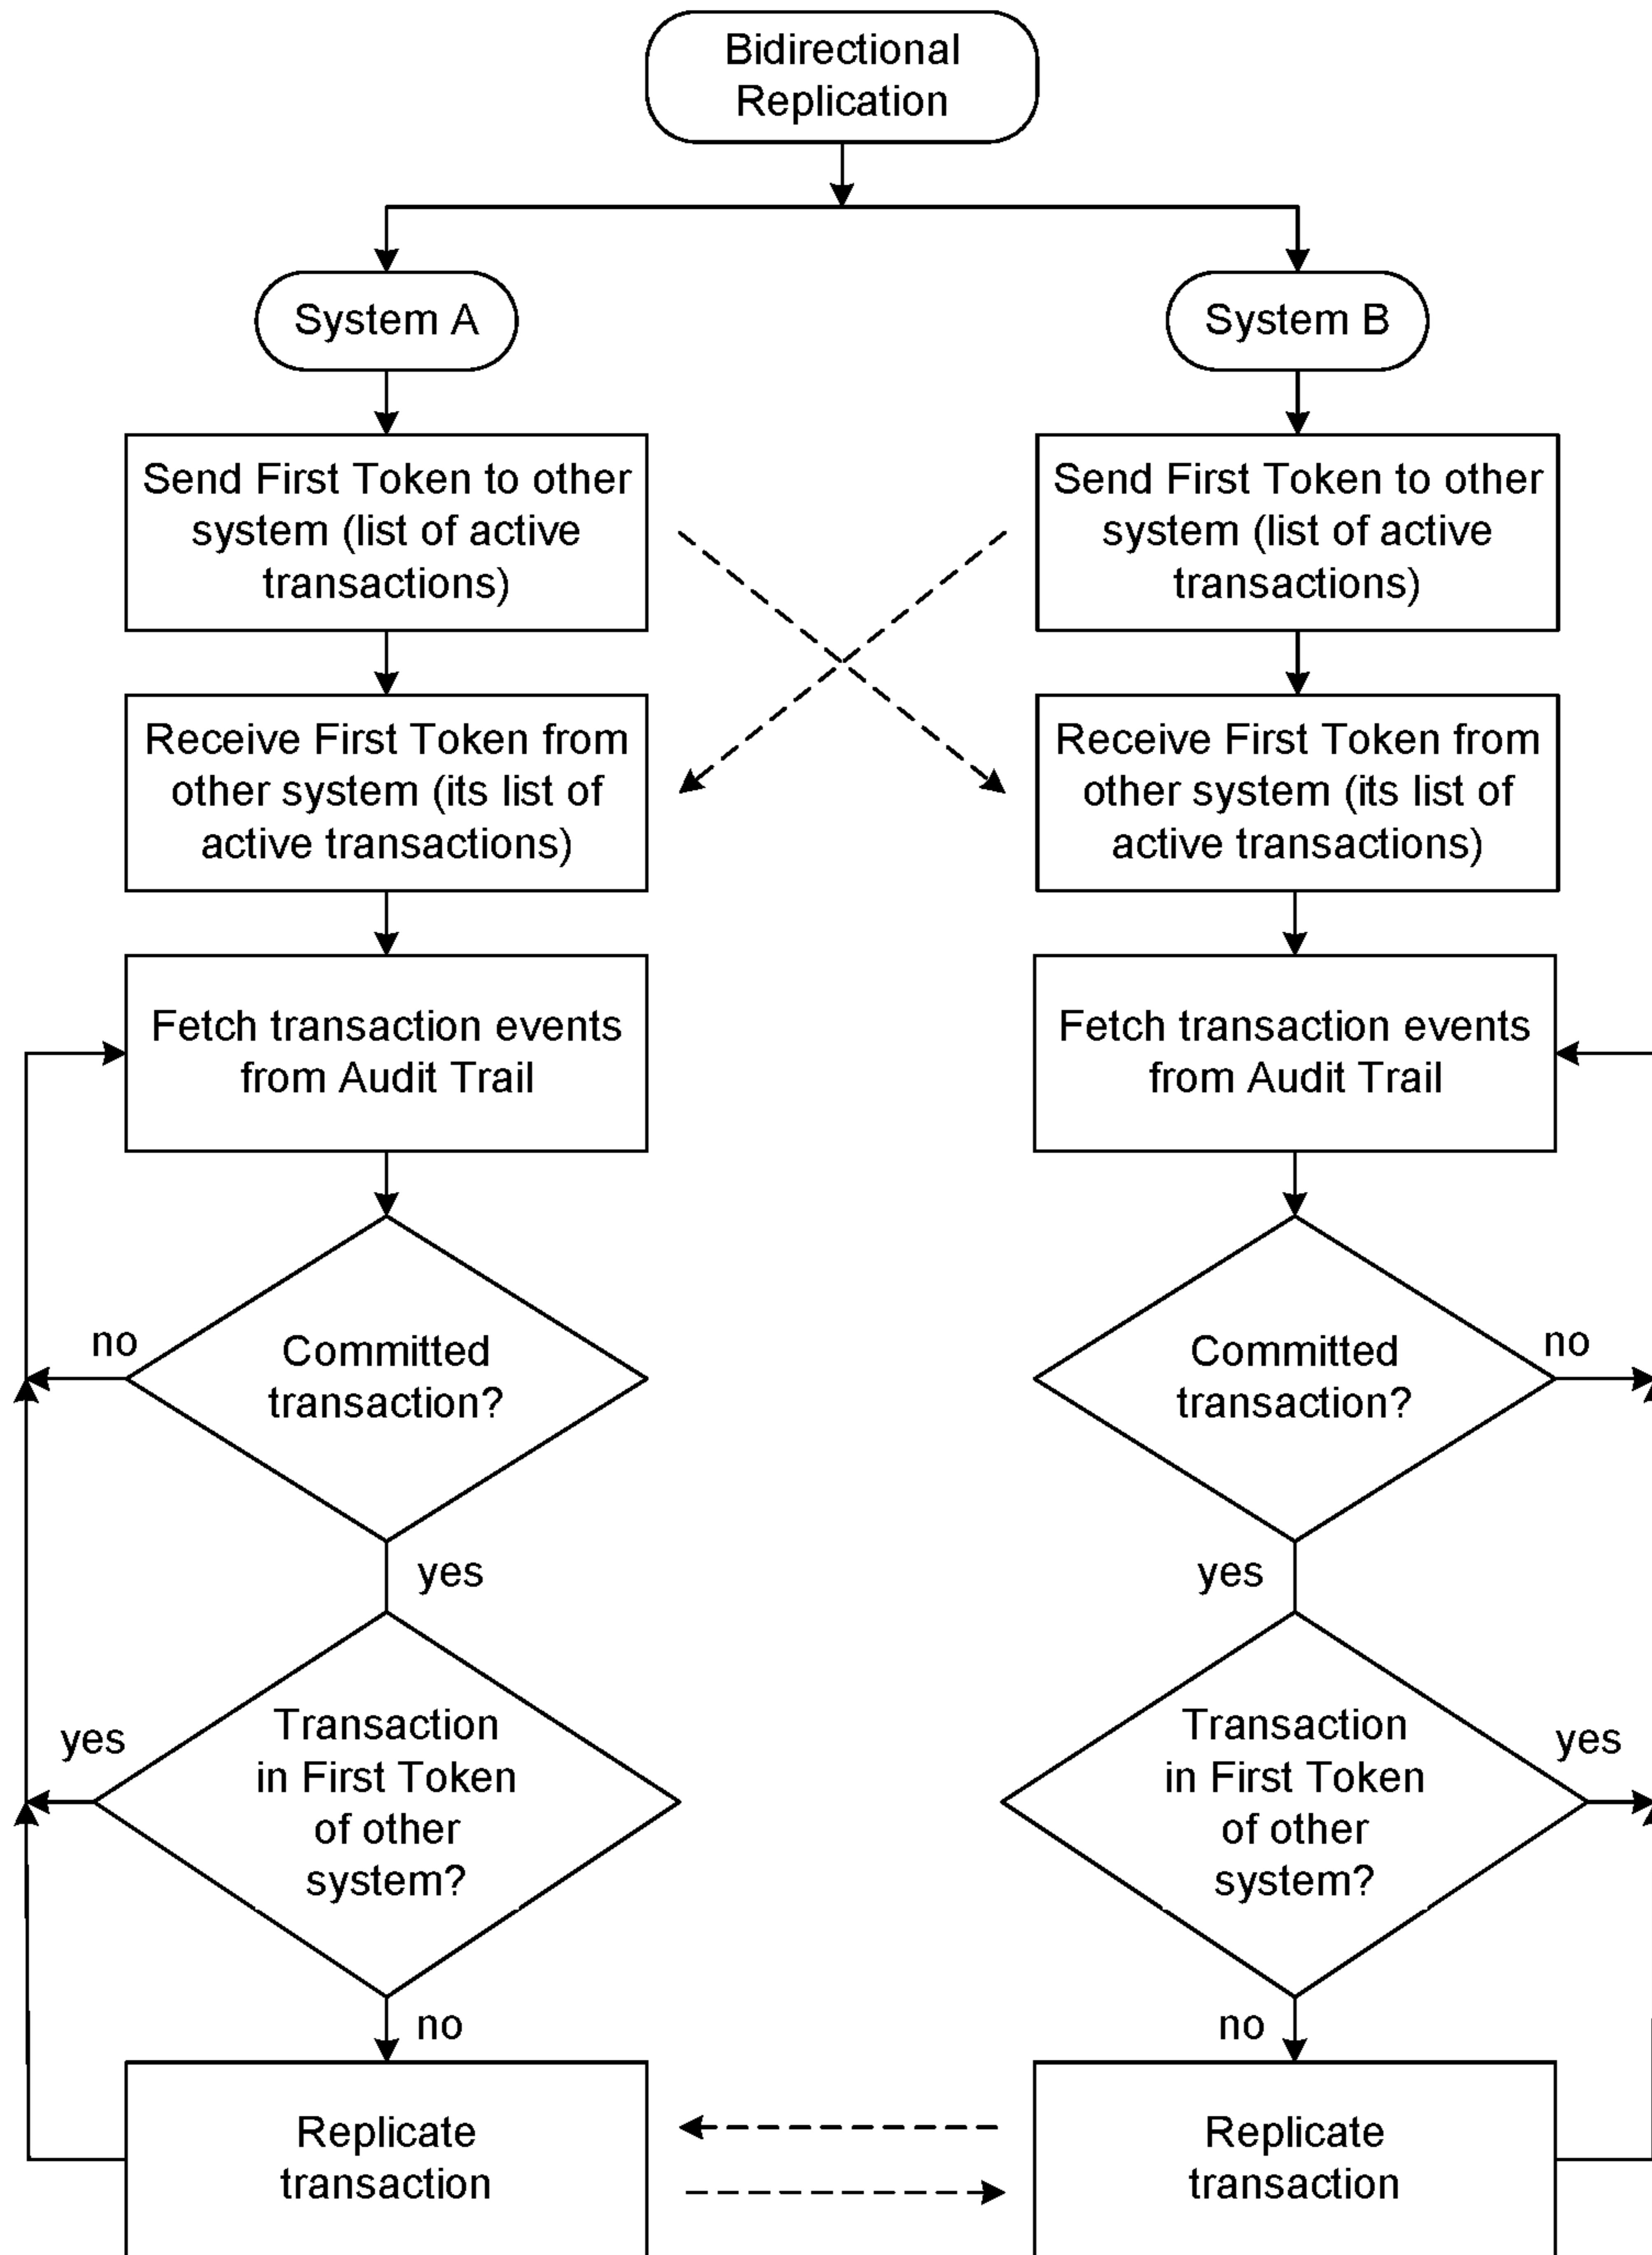 Bidirectional
Replication
System A
System B
Send First Token to other
system (list of active
transactions)
Send First Token to other
system (list of active
transactions)
Receive First Token from
other system (its list of
active transactions)
Receive First Token from
other system (its list of
active transactions)
Fetch transaction events
from Audit Trail
Fetch transaction events
from Audit Trail
no
Committed
transaction?
Committed
transaction?
no
yes
yes
yes
Transaction
in First Token
of other
system?
Transaction
in First Token
of other
system?
yes
no
no
Replicate
transaction
Replicate
transaction